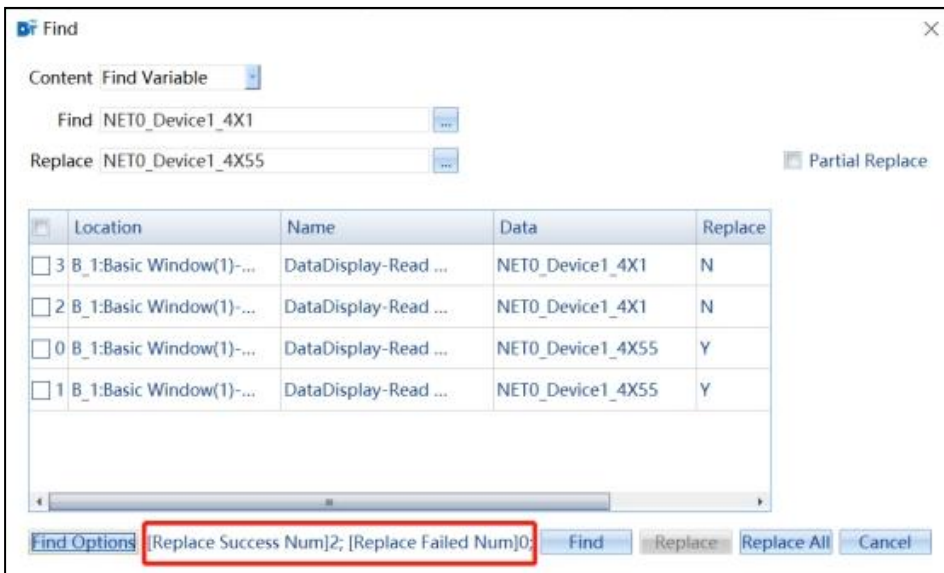 Find
Content Find Variable
Find NET0_Device1_4X1 ...
Replace NET0_Device1_4X55 ... Partial Replace
Location Name Data Replace
3 B_1:Basic Window(1)-... DataDisplay-Read ... NET0_Device1_4X1 N
2 B_1:Basic Window(1)-... DataDisplay-Read ... NET0_Device1_4X1 N
0 B_1:Basic Window(1)-... DataDisplay-Read ... NET0_Device1_4X55 Y
1 B_1:Basic Window(1)-... DataDisplay-Read ... NET0_Device1_4X55 Y
Find Options [Replace Success Num]2; [Replace Failed Num]0; Find Replace Replace All Cancel